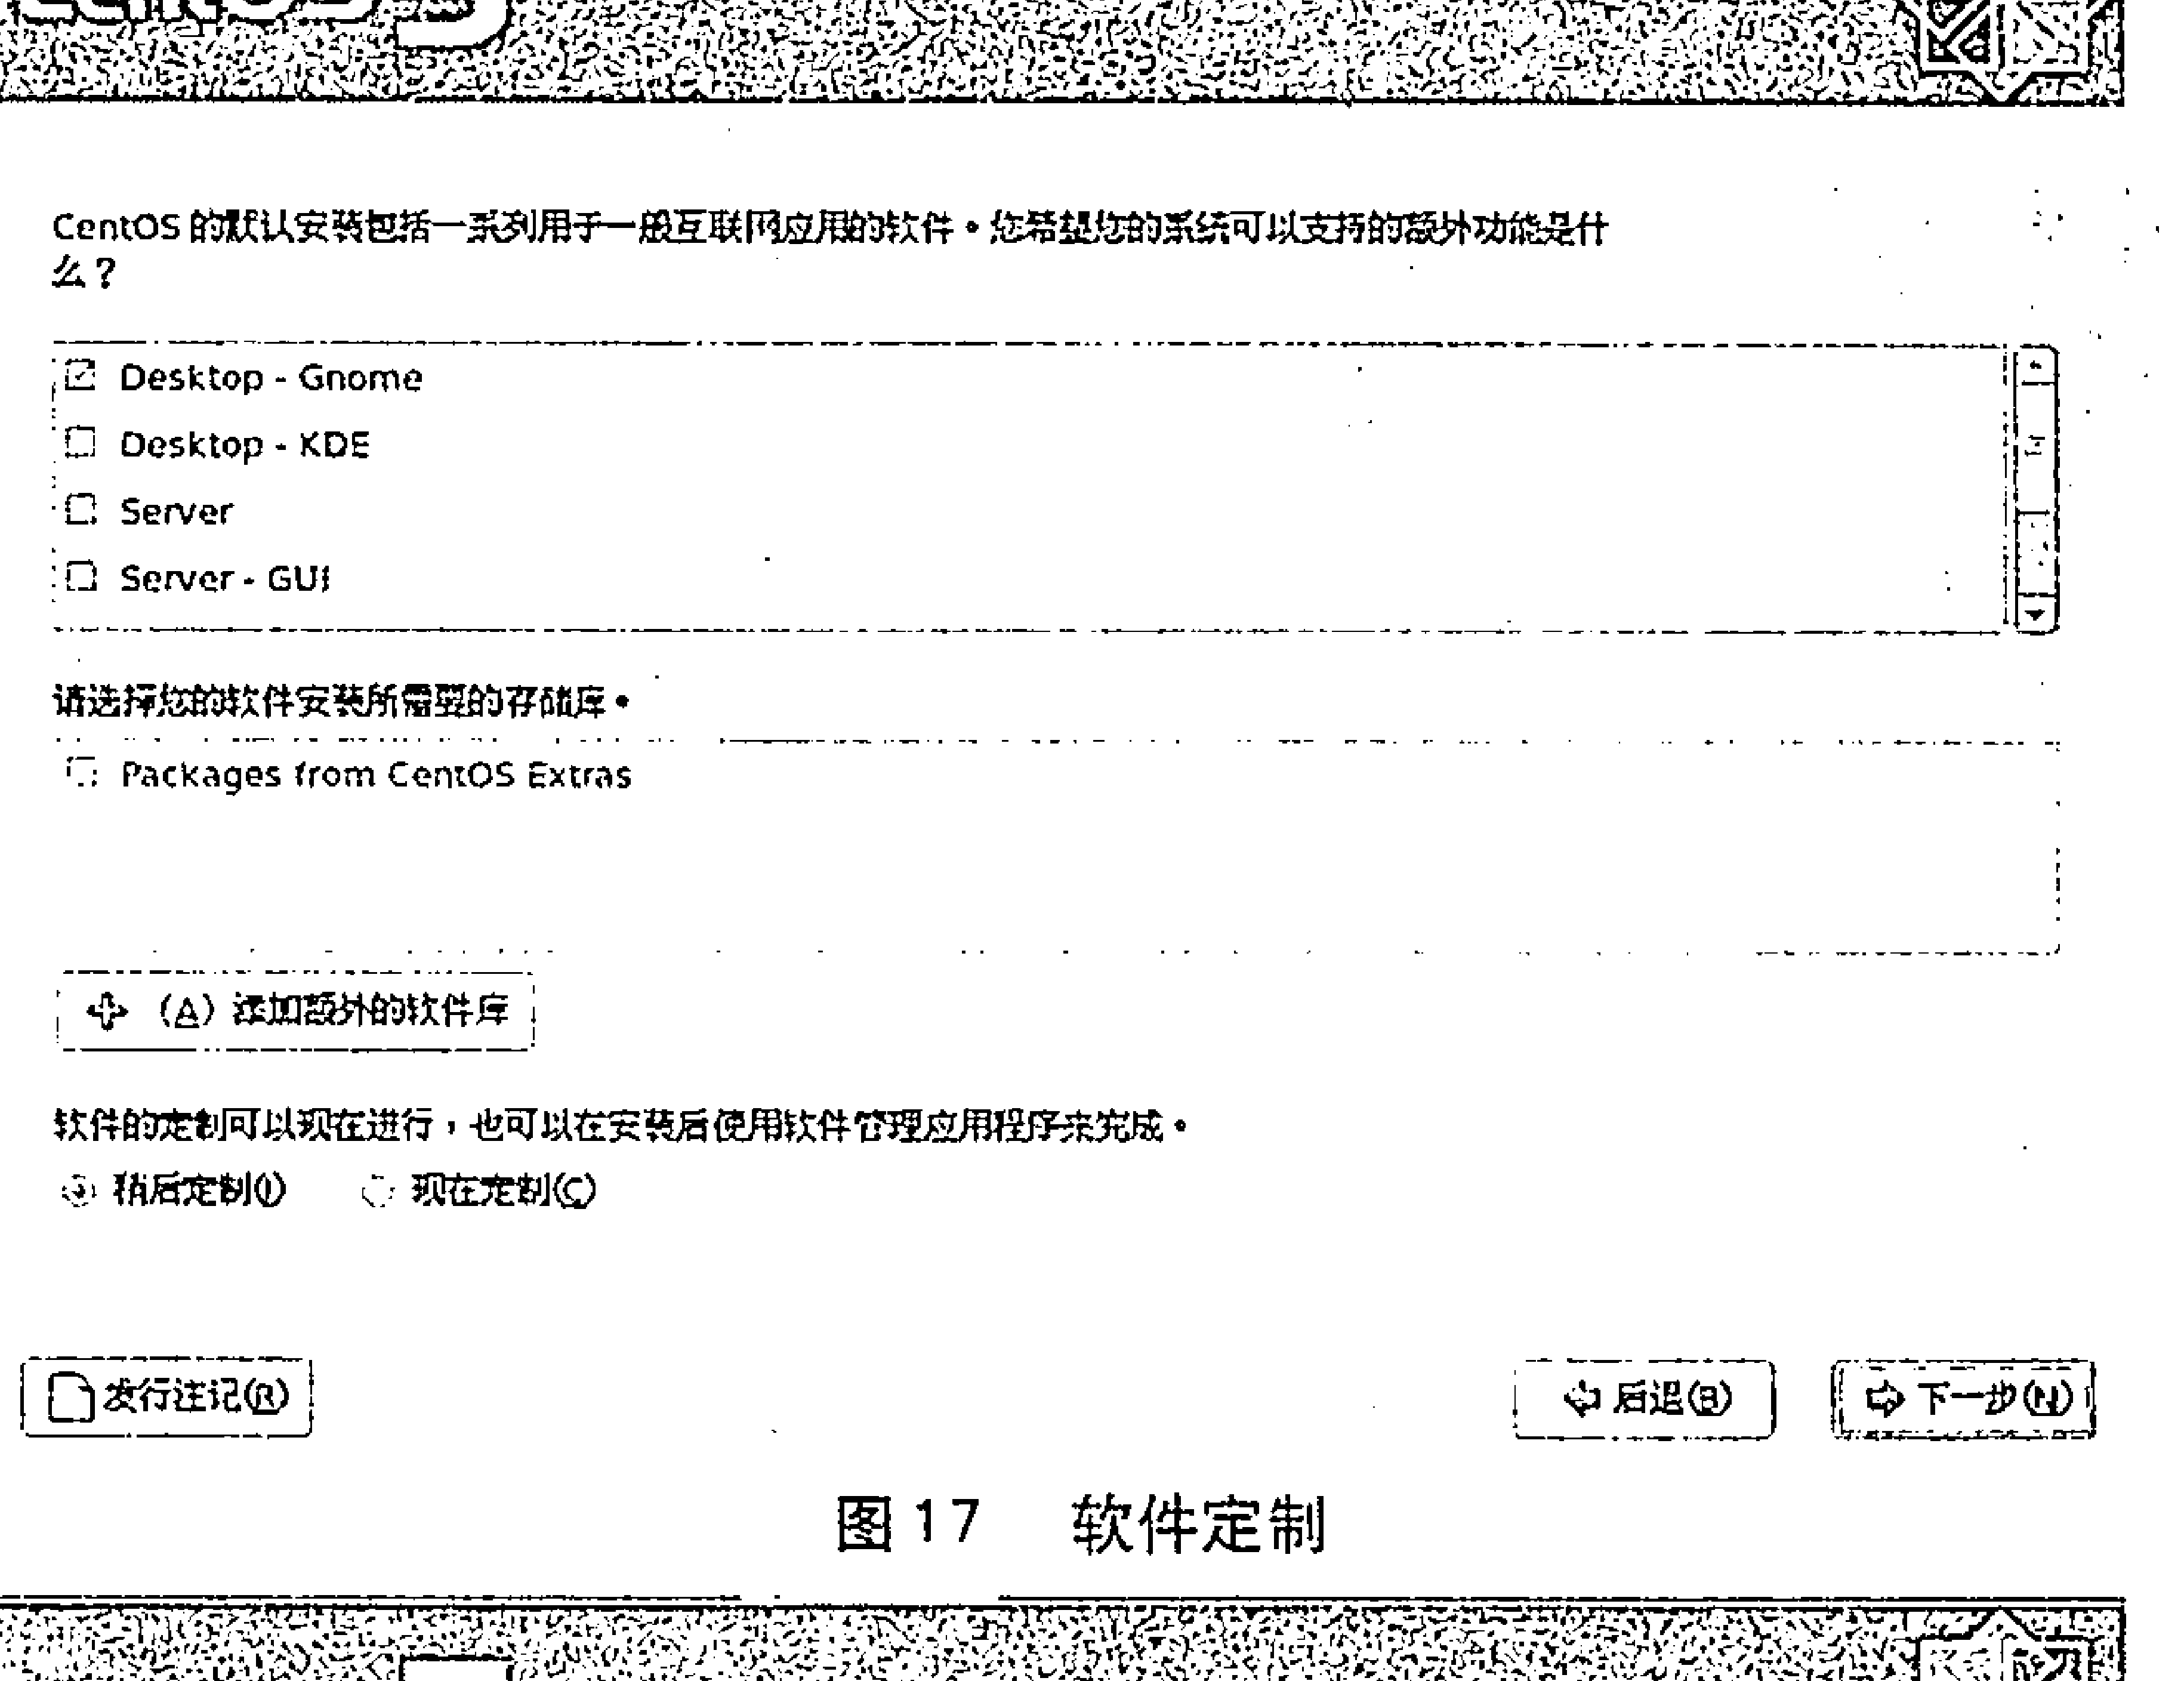 CentOS 5
CentOS 的默认安装包括一系列用于一般互联网应用的软件。您希望您的系统可以支持的额外功能是什
么？
Desktop - Gnome
Desktop - KDE
Server
Server - GUI
请选择您的软件安装所需要的存储库。
Packages from CentOS Extras
(A) 添加额外的软件库
软件的定制可以现在进行，也可以在安装后使用软件管理应用程序来完成。
稍后定制(l) 现在定制(C)
发行注记(R) 后退(B) 下一步(N)
图 17 软件定制